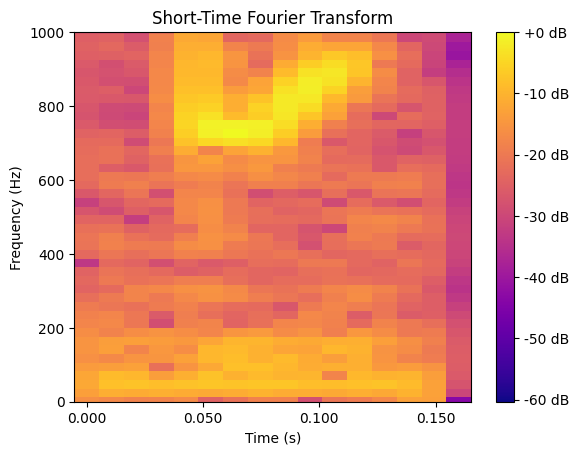 Short-Time Fourier Transform
1000
800
600
400
200
0
Frequency (Hz)
0.000
0.050
0.100
0.150
Time (s)
+0 dB
-10 dB
-20 dB
-30 dB
-40 dB
-50 dB
-60 dB